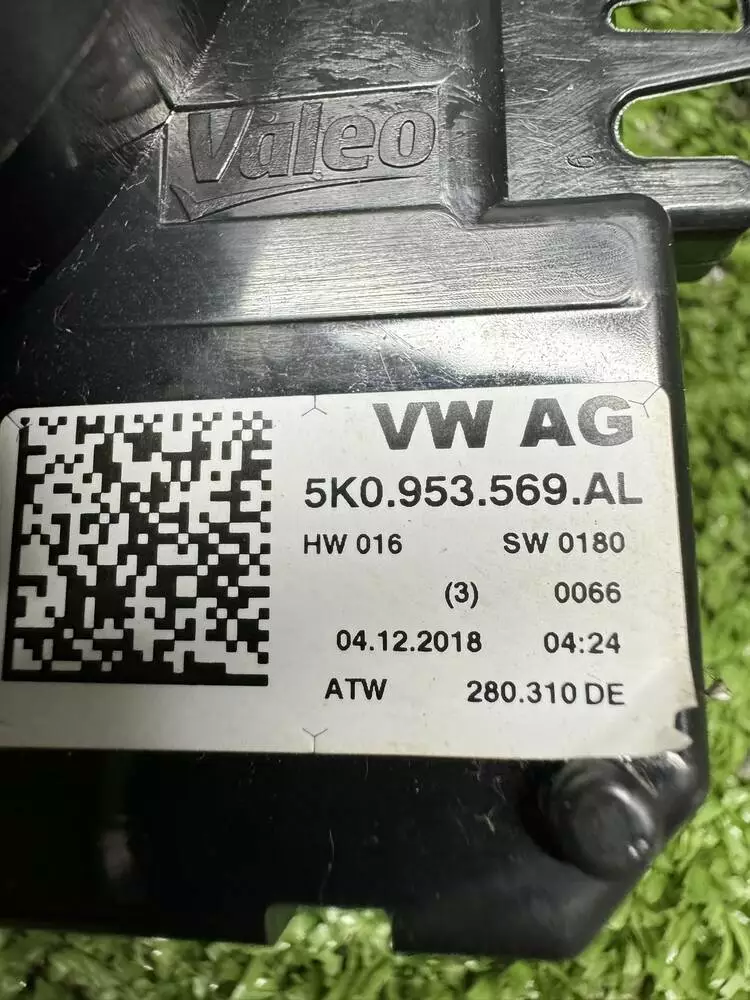 Valeo
6
VW AG
5K0.953.569.AL
HW 016 SW 0180
(3) 0066
04.12.2018 04:24
ATW 280.310 DE